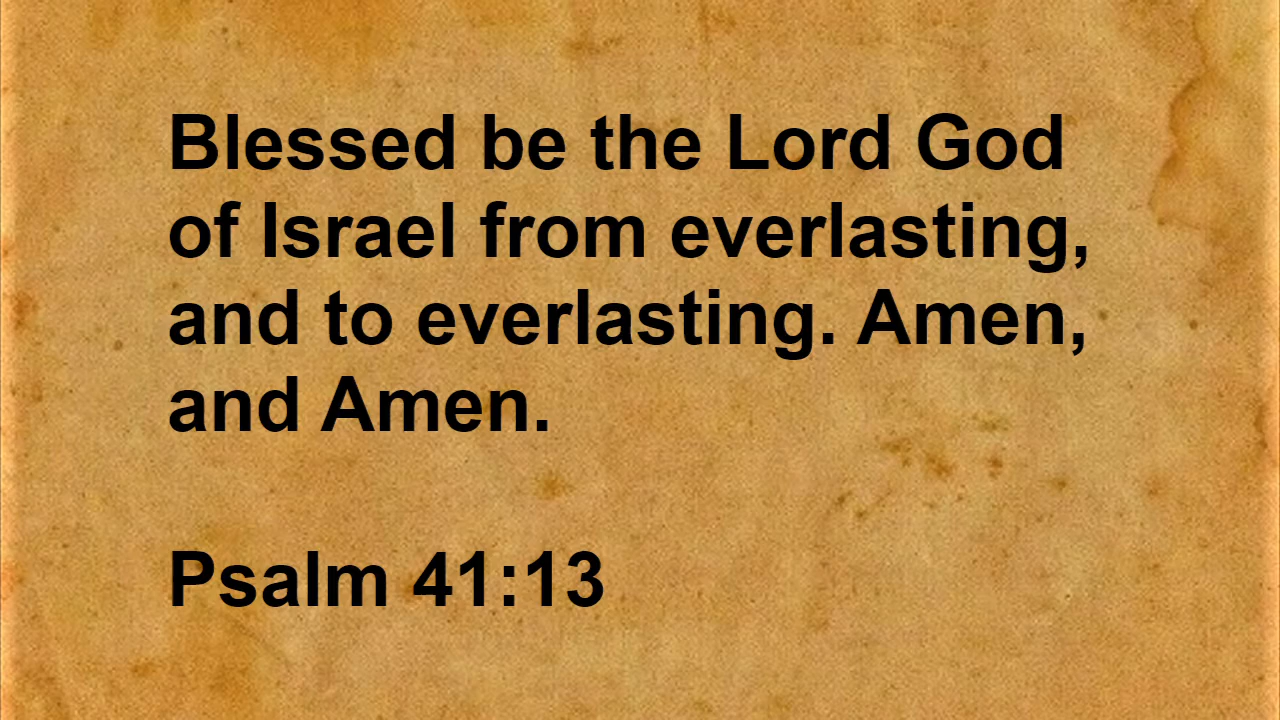 Blessed be the Lord God
of Israel from everlasting,
and to everlasting. Amen,
and Amen.
Psalm 41:13